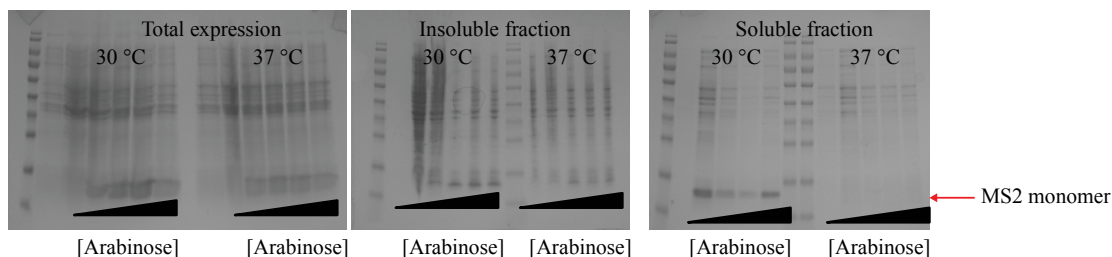 Total expression
30 °C
37 °C
[Arabinose]
[Arabinose]
Insoluble fraction
30 °C
37 °C
[Arabinose]
[Arabinose]
Soluble fraction
30 °C
37 °C
MS2 monomer
[Arabinose]
[Arabinose]